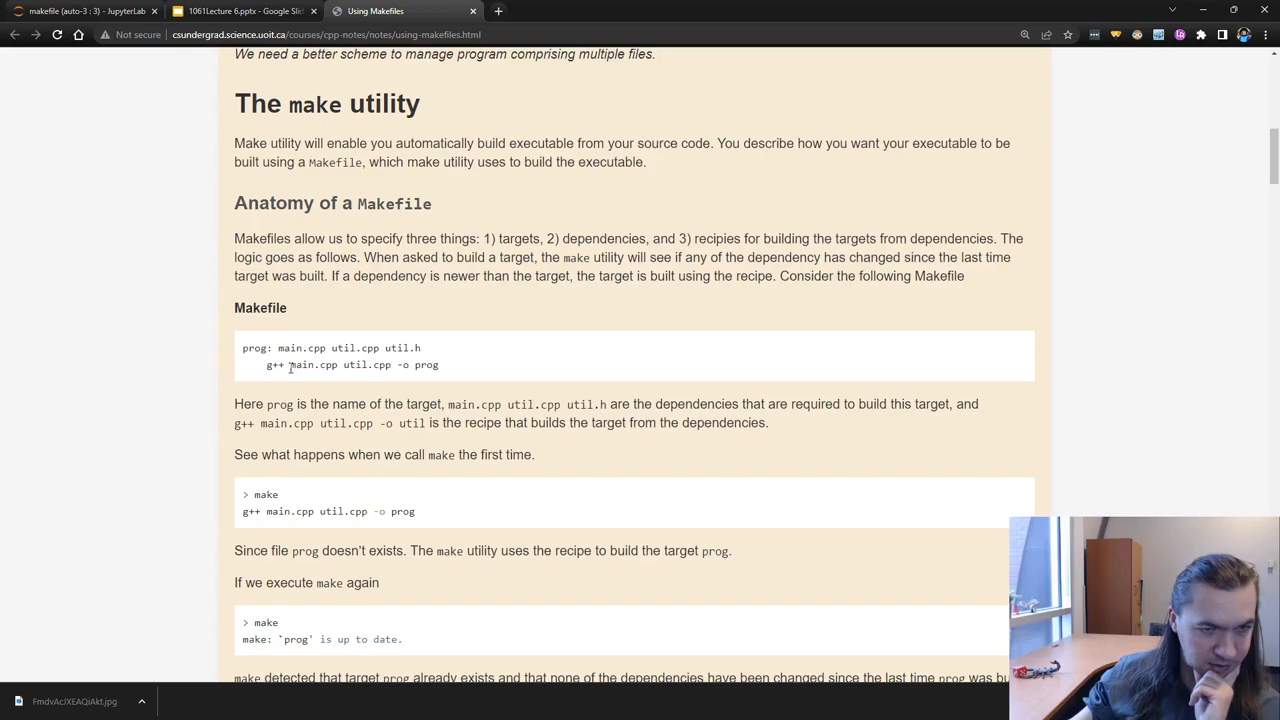 makefile (auto-3 : 3) - JupyterLab
1061Lecture 6.pptx - Google Slid
Using Makefiles
Not secure
csundergrad.science.uoit.ca/courses/cpp-notes/notes/using-makefiles.html
We need a better scheme to manage program comprising multiple files.
The make utility
Make utility will enable you automatically build executable from your source code. You describe how you want your executable to be
built using a Makefile, which make utility uses to build the executable.
Anatomy of a Makefile
Makefiles allow us to specify three things: 1) targets, 2) dependencies, and 3) recipies for building the targets from dependencies. The
logic goes as follows. When asked to build a target, the make utility will see if any of the dependency has changed since the last time
target was built. If a dependency is newer than the target, the target is built using the recipe. Consider the following Makefile
Makefile
prog: main.cpp util.cpp util.h
g++ main.cpp util.cpp -o prog
Here prog is the name of the target, main.cpp util.cpp util.h are the dependencies that are required to build this target, and
g++ main.cpp util.cpp -o util is the recipe that builds the target from the dependencies.
See what happens when we call make the first time.
> make
g++ main.cpp util.cpp -o prog
Since file prog doesn't exists. The make utility uses the recipe to build the target prog.
If we execute make again
> make
make: `prog' is up to date.
make detected that target prog already exists and that none of the dependencies have been changed since the last time prog was bu
FmdvAcJXEAQiAkt.jpg